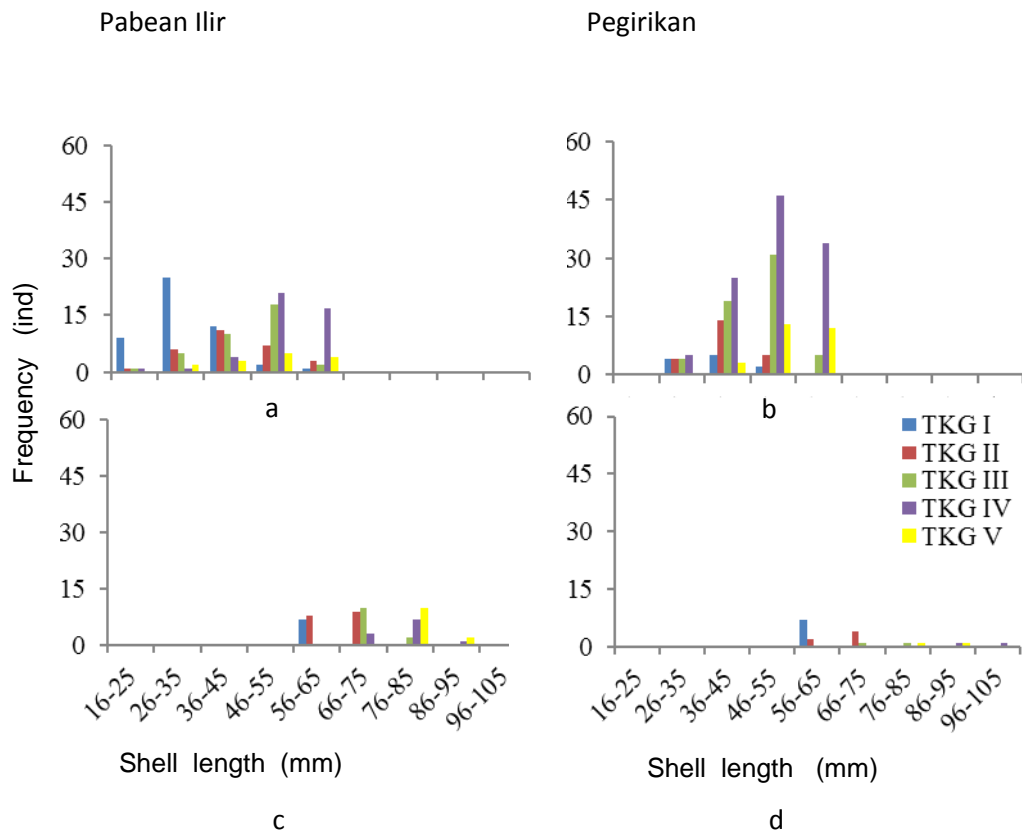 Pabean Ilir
Pegirikan
Frequency (ind)
60
45
30
15
0
a
60
45
30
15
0
b
60
45
30
15
0
16-25
26-35
36-45
46-55
56-65
66-75
76-85
86-95
96-105
Shell length (mm)
c
60
45
30
15
0
TKG I
TKG II
TKG III
TKG IV
TKG V
16-25
26-35
36-45
46-55
56-65
66-75
76-85
86-95
96-105
Shell length (mm)
d